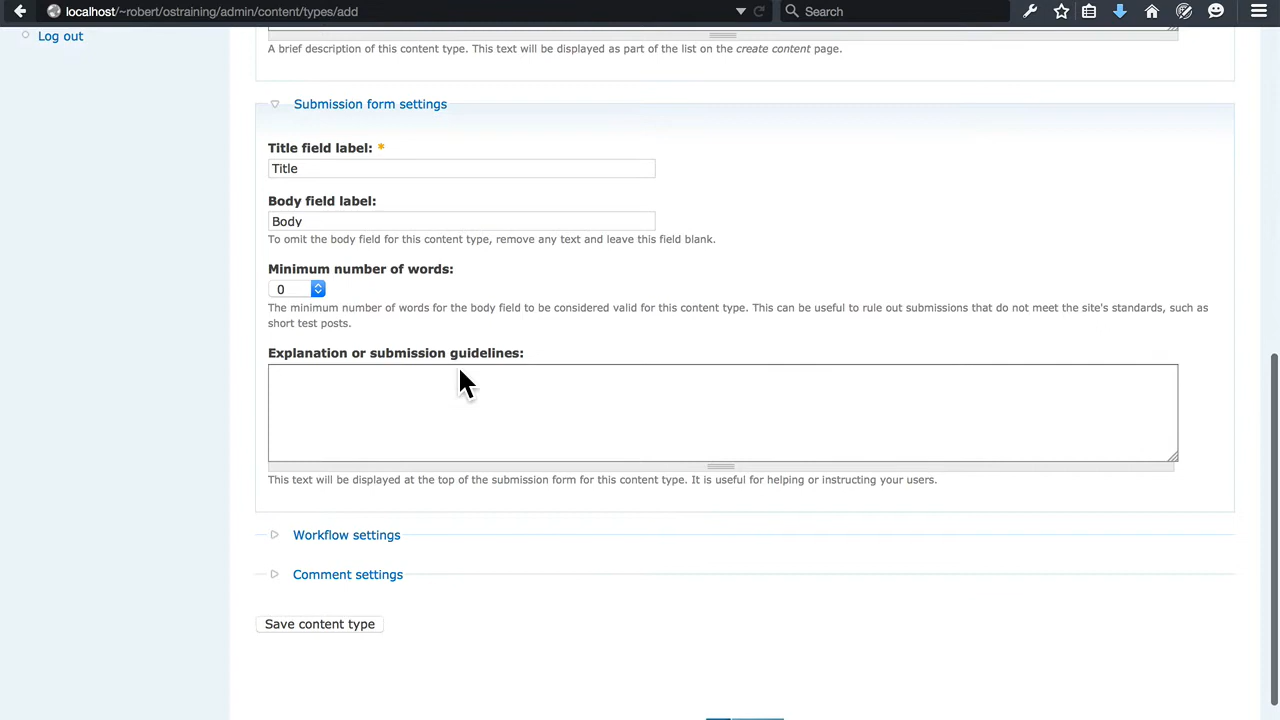 localhost/~robert/ostraining/admin/content/types/add
Search
Log out
A brief description of this content type. This text will be displayed as part of the list on the create content page.
Submission form settings
Title field label: *
Title
Body field label:
Body
To omit the body field for this content type, remove any text and leave this field blank.
Minimum number of words:
0
The minimum number of words for the body field to be considered valid for this content type. This can be useful to rule out submissions that do not meet the site's standards, such as
short test posts.
Explanation or submission guidelines:
This text will be displayed at the top of the submission form for this content type. It is useful for helping or instructing your users.
Workflow settings
Comment settings
Save content type